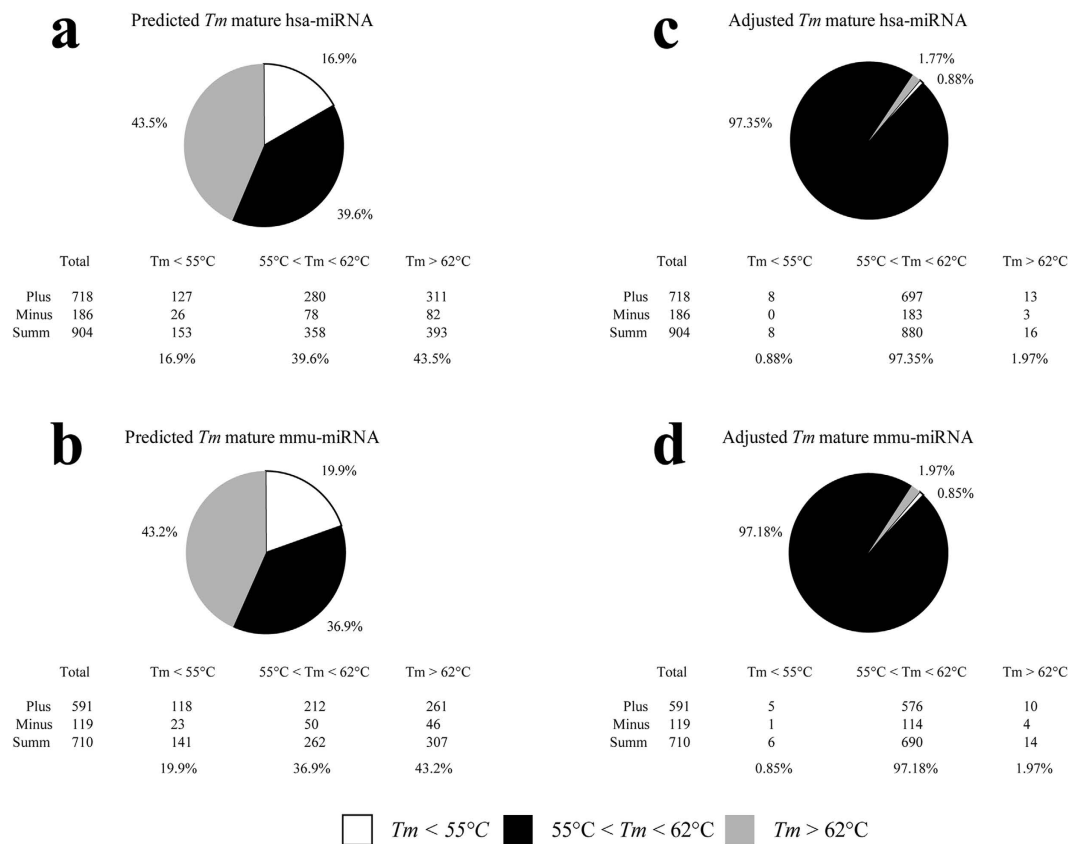 a
Predicted Tm mature hsa-miRNA
16.9%
43.5%
39.6%
Total Tm < 55°C 55°C < Tm < 62°C Tm > 62°C
Plus 718 127 280 311
Minus 186 26 78 82
Summ 904 153 358 393
16.9% 39.6% 43.5%
c
Adjusted Tm mature hsa-miRNA
1.77%
0.88%
97.35%
Total Tm < 55°C 55°C < Tm < 62°C Tm > 62°C
Plus 718 8 697 13
Minus 186 0 183 3
Summ 904 8 880 16
0.88% 97.35% 1.97%
b
Predicted Tm mature mmu-miRNA
19.9%
43.2%
36.9%
Total Tm < 55°C 55°C < Tm < 62°C Tm > 62°C
Plus 591 118 212 261
Minus 119 23 50 46
Summ 710 141 262 307
19.9% 36.9% 43.2%
d
Adjusted Tm mature mmu-miRNA
1.97%
0.85%
97.18%
Total Tm < 55°C 55°C < Tm < 62°C Tm > 62°C
Plus 591 5 576 10
Minus 119 1 114 4
Summ 710 6 690 14
0.85% 97.18% 1.97%
Tm < 55°C 55°C < Tm < 62°C Tm > 62°C